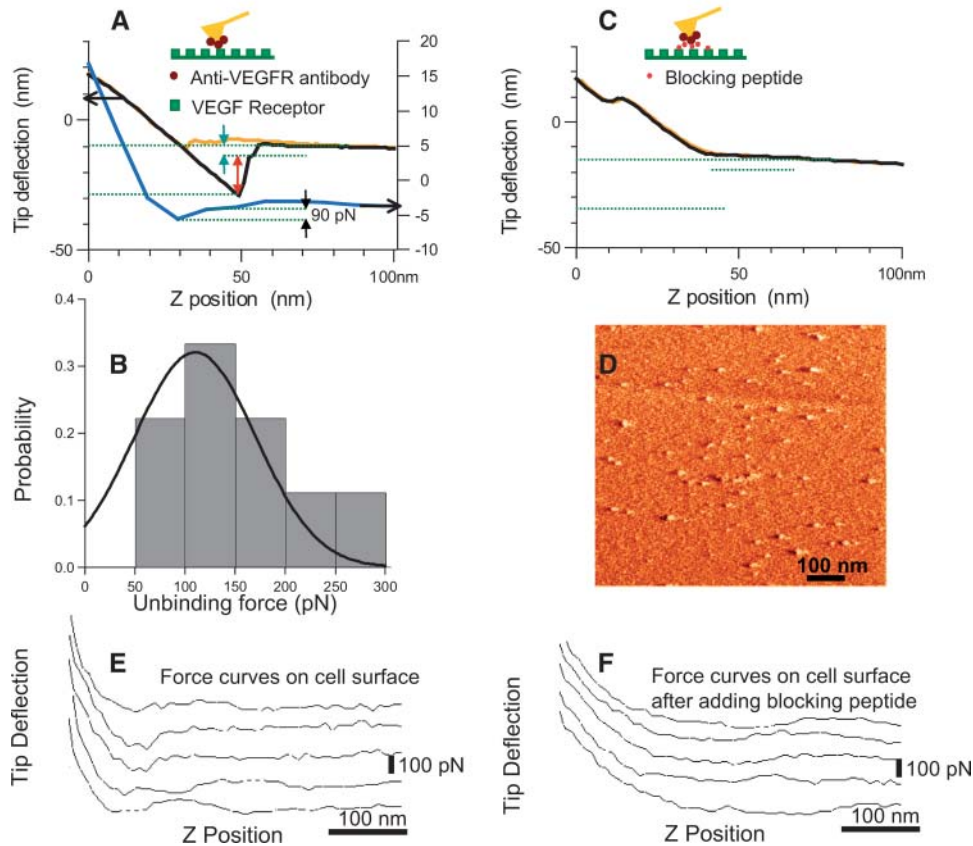 A
Anti-VEGFR antibody
VEGF Receptor
Tip deflection (nm)
0
-50
20
15
10
5
0
-5
-10
90 pN
0
50
100nm
Z position (nm)
C
Blocking peptide
Tip deflection (nm)
0
-50
0
50
100nm
Z position (nm)
B
Probability
0.4
0.3
0.2
0.1
0.0
0
50
100
150
200
250
300
Unbinding force (pN)
D
100 nm
E
Force curves on cell surface
Tip Deflection
100 pN
100 nm
Z Position
F
Force curves on cell surface
after adding blocking peptide
Tip Deflection
100 pN
100 nm
Z Position